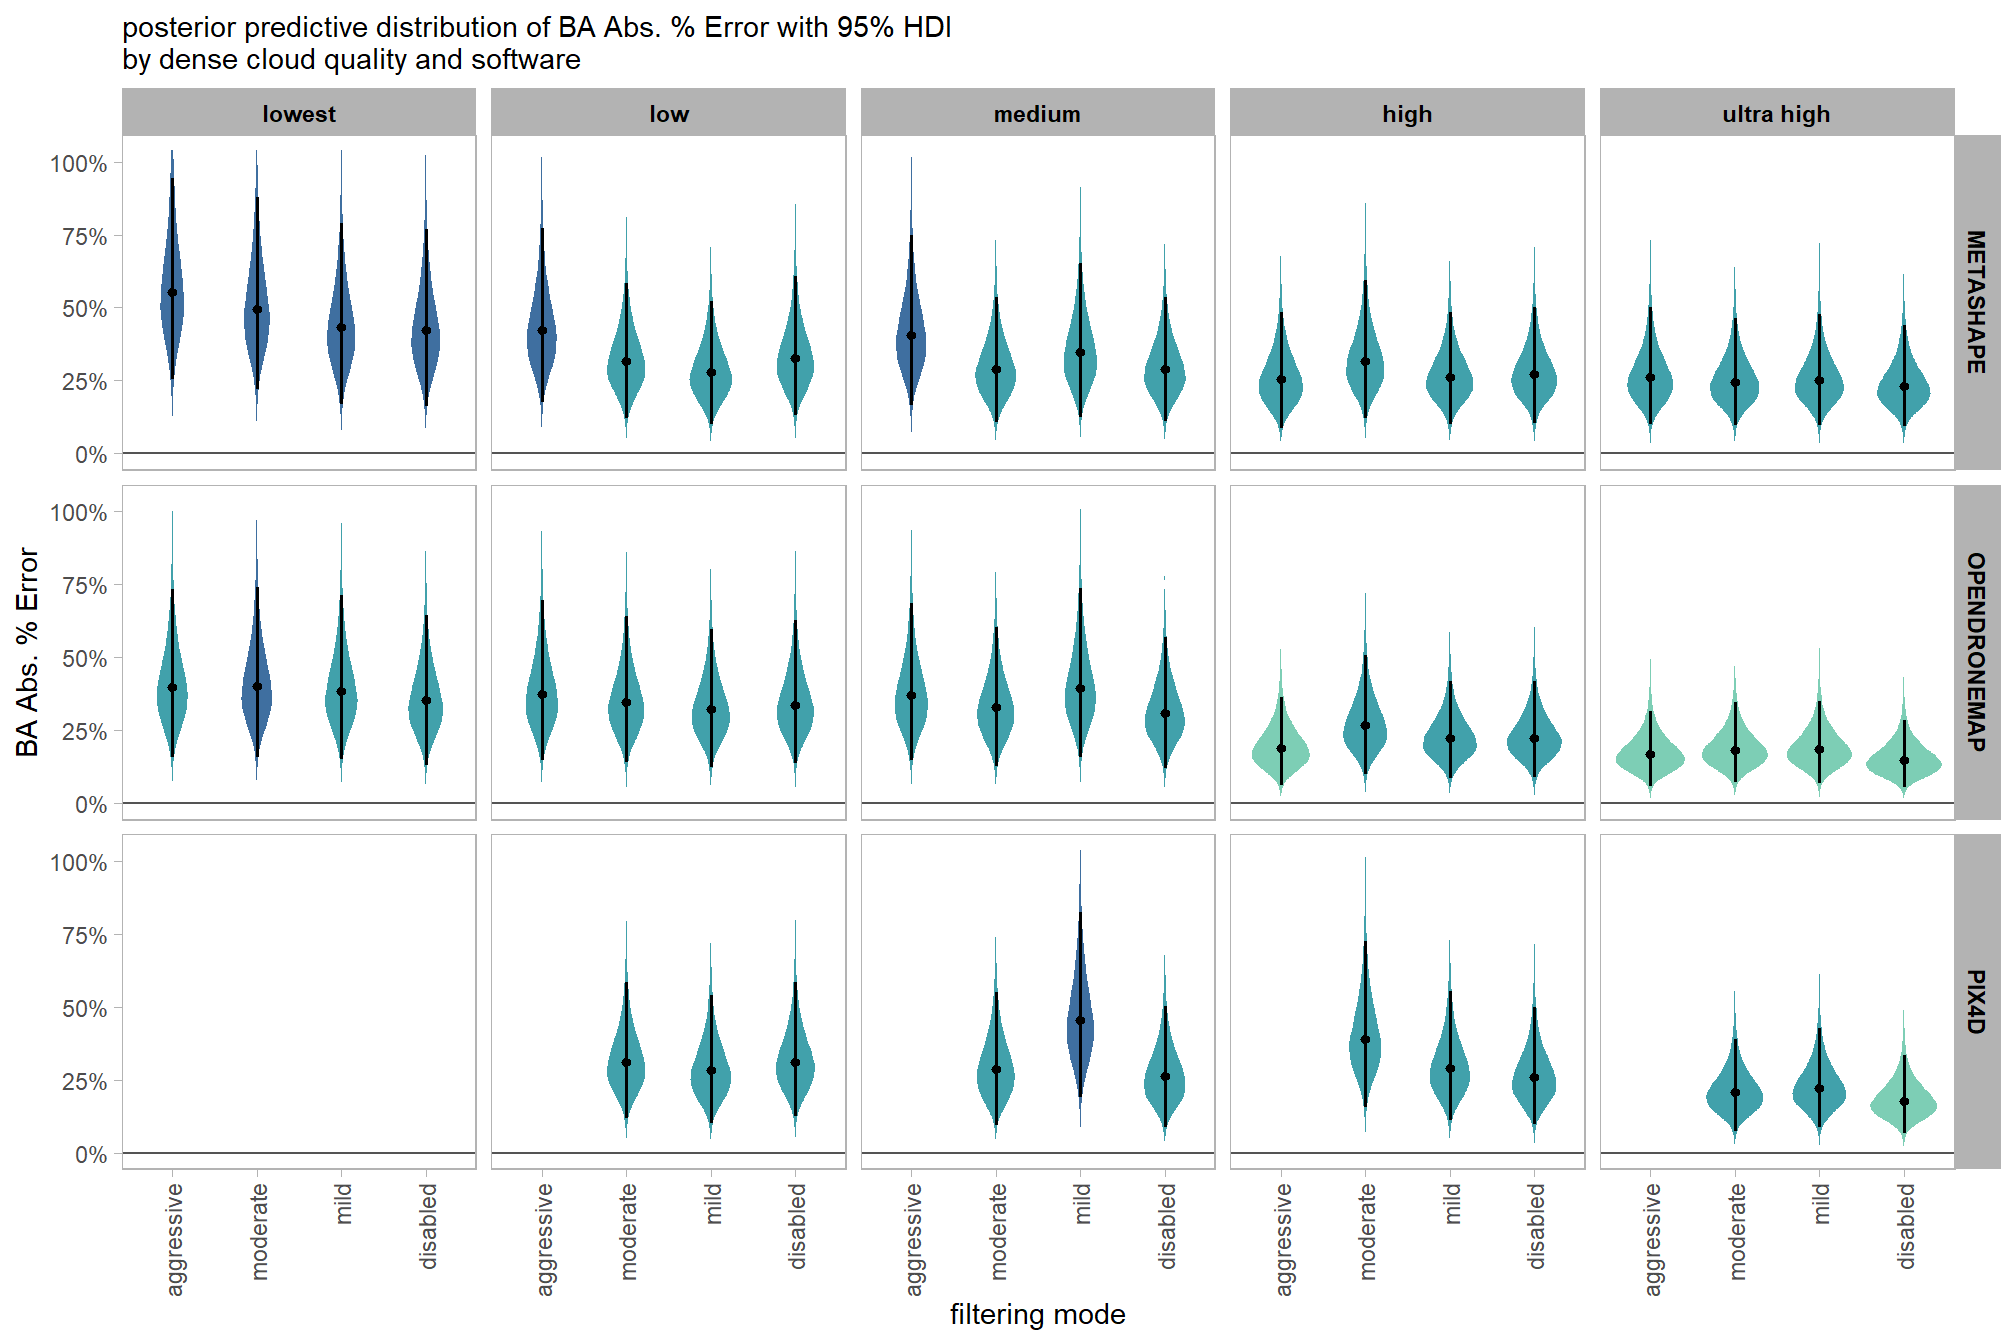 posterior predictive distribution of BA Abs. % Error with 95% HDI
by dense cloud quality and software
lowest
low
medium
high
ultra high
100%
75%
50%
25%
0%
METASHAPE
100%
75%
50%
25%
0%
OPENDRONEMAP
100%
75%
50%
25%
0%
PIX4D
BA Abs. % Error
aggressive
moderate
mild
disabled
aggressive
moderate
mild
disabled
aggressive
moderate
mild
disabled
aggressive
moderate
mild
disabled
aggressive
moderate
mild
disabled
filtering mode